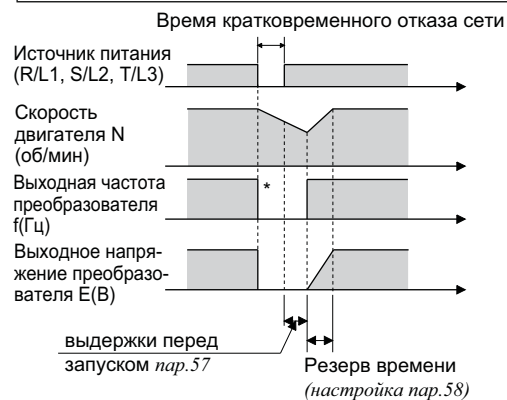 Время кратковременного отказа сети
Источник питания
(R/L1, S/L2, T/L3)
Скорость
двигателя N
(об/мин)
Выходная частота
преобразователя
f(Гц)
*
Выходное напря-
жение преобразо-
вателя E(В)
выдержки перед
запуском пар.57
Резерв времени
(настройка пар.58)